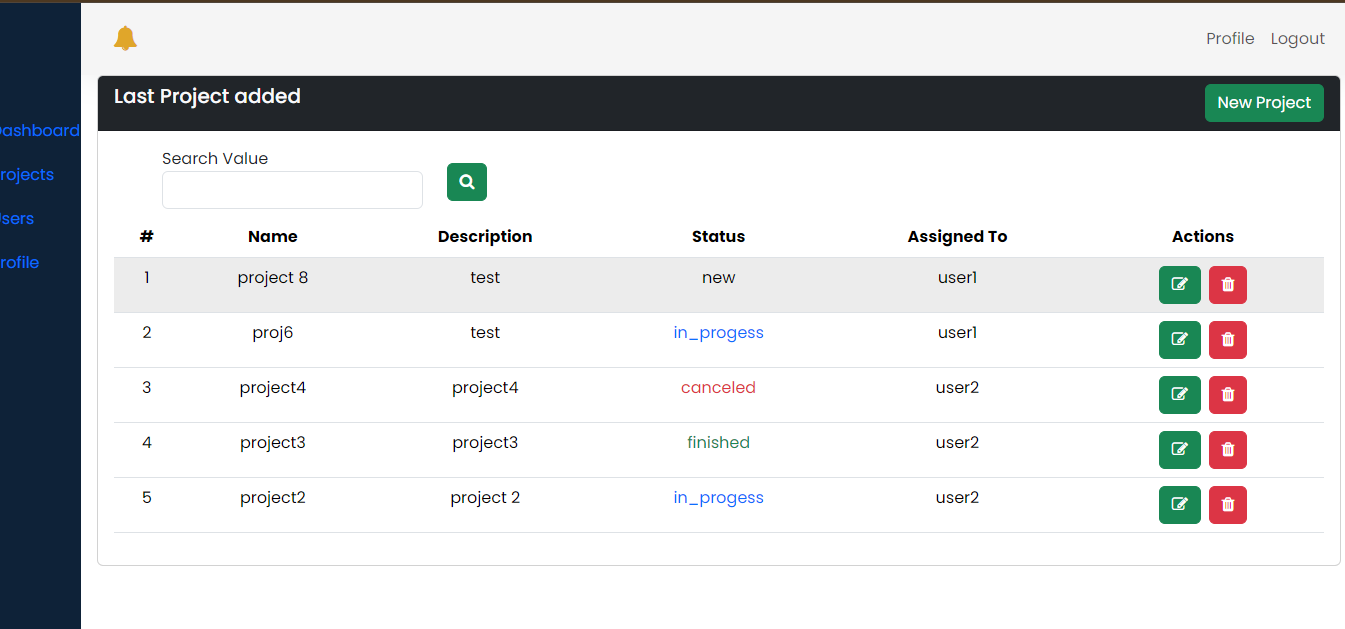 Profile Logout
Last Project added
New Project
ashboard
rojects
sers
rofile
Search Value
# Name Description Status Assigned To Actions
1 project 8 test new user1
2 proj6 test in_progess user1
3 project4 project4 canceled user2
4 project3 project3 finished user2
5 project2 project 2 in_progess user2